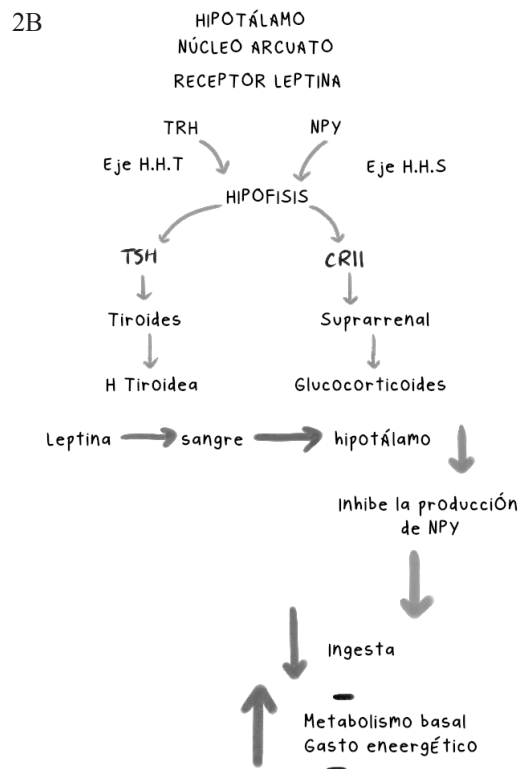 2B
HIPOTÁLAMO
NÚCLEO ARCUATO
RECEPTOR LEPTINA
TRH NPY
Eje H.H.T Eje H.H.S
HIPOFISIS
TSH CRII
Tiroides Suprarrenal
H Tiroidea Glucocorticoides
Leptina sangre hipotálamo
Inhibe la producción
de NPY
Ingesta
Metabolismo basal
Gasto eneergético